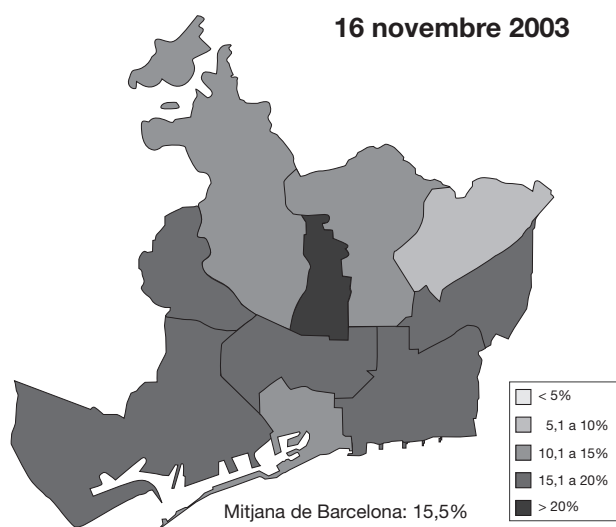 16 novembre 2003
< 5%
5,1 a 10%
10,1 a 15%
15,1 a 20%
> 20%
Mitjana de Barcelona: 15,5%